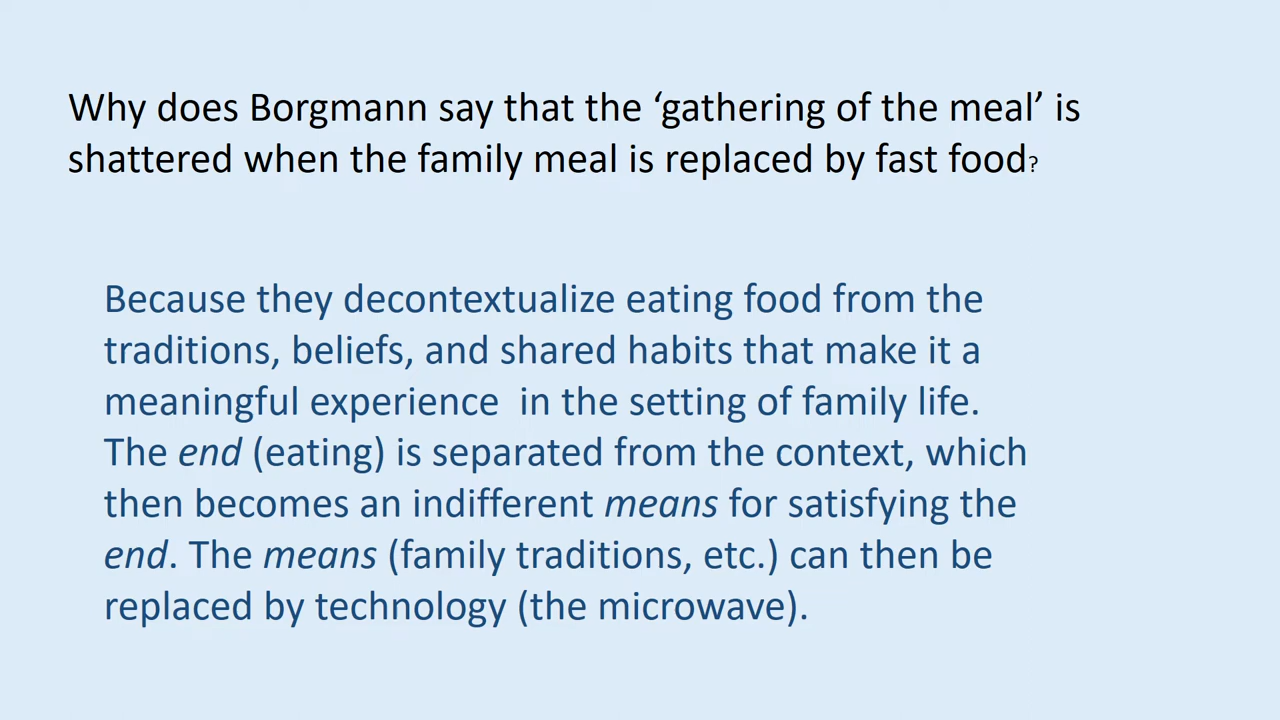 Why does Borgmann say that the ‘gathering of the meal’ is
shattered when the family meal is replaced by fast food?
Because they decontextualize eating food from the
traditions, beliefs, and shared habits that make it a
meaningful experience  in the setting of family life.
The end (eating) is separated from the context, which
then becomes an indifferent means for satisfying the
end. The means (family traditions, etc.) can then be
replaced by technology (the microwave).